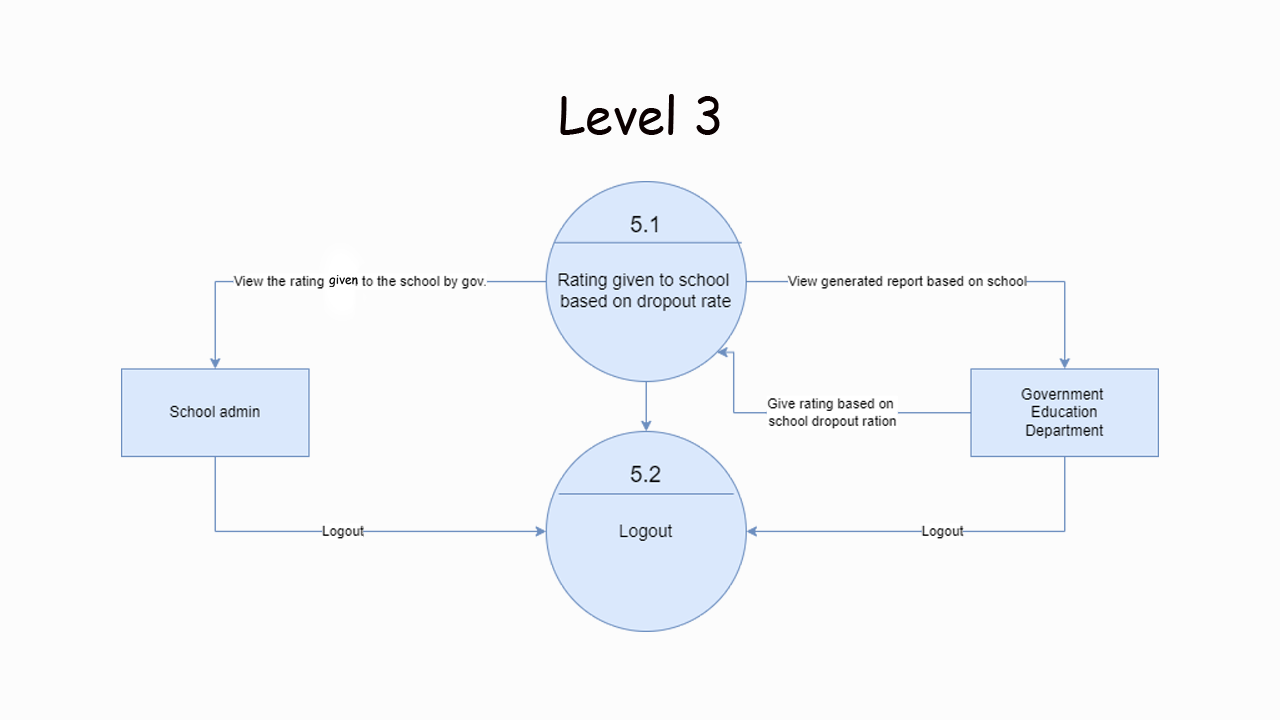 Level 3
5.1
Rating given to school
based on dropout rate
View the rating given to the school by gov.
View generated report based on school
School admin
Give rating based on
school dropout ration
Government
Education
Department
5.2
Logout
Logout
Logout